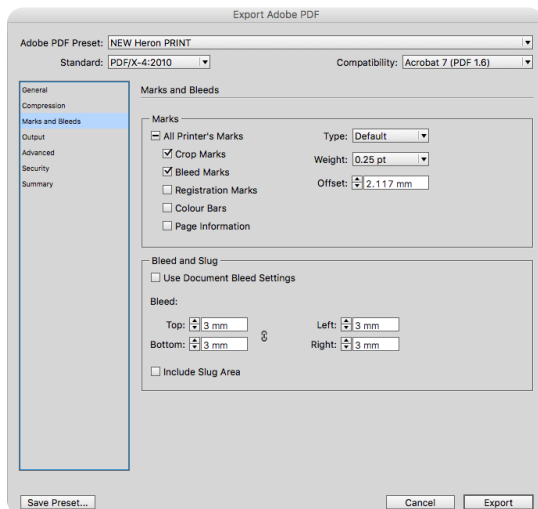 Export Adobe PDF
Adobe PDF Preset: NEW Heron PRINT
Standard: PDF/X-4:2010 Compatibility: Acrobat 7 (PDF 1.6)
General
Compression
Marks and Bleeds
Output
Advanced
Security
Summary
Marks and Bleeds
Marks
All Printer's Marks Type: Default
Crop Marks Weight: 0.25 pt
Bleed Marks Offset: 2.117 mm
Registration Marks
Colour Bars
Page Information
Bleed and Slug
Use Document Bleed Settings
Bleed:
Top: 3 mm Left: 3 mm
Bottom: 3 mm Right: 3 mm
Include Slug Area
Save Preset... Cancel Export